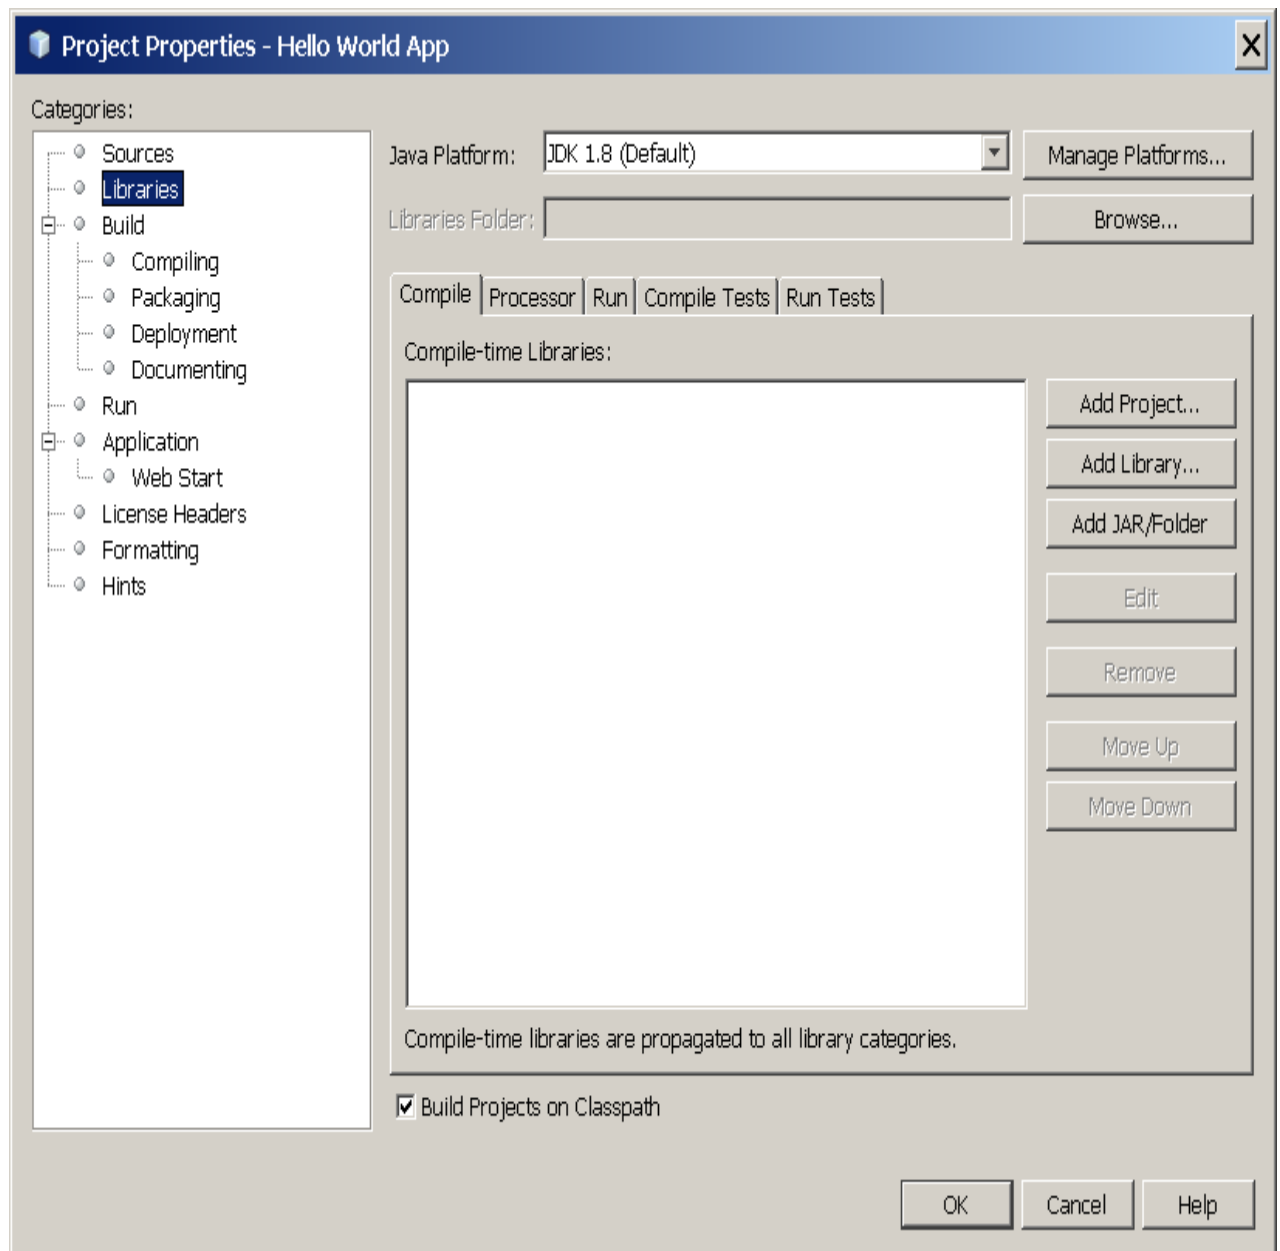 Project Properties - Hello World App
Categories:
Sources
Libraries
Build
Compiling
Packaging
Deployment
Documenting
Run
Application
Web Start
License Headers
Formatting
Hints
Java Platform: JDK 1.8 (Default) Manage Platforms...
Libraries Folder: Browse...
Compile Processor Run Compile Tests Run Tests
Compile-time Libraries:
Add Project...
Add Library...
Add JAR/Folder
Edit
Remove
Move Up
Move Down
Compile-time libraries are propagated to all library categories.
Build Projects on Classpath
OK Cancel Help